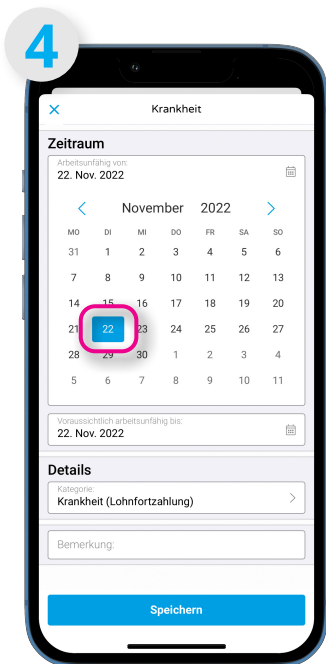 4
Krankheit
Zeitraum
Arbeitsunfähig von:
22. Nov. 2022
November 2022
MO DI MI DO FR SA SO
31 1 2 3 4 5 6
7 8 9 10 11 12 13
14 15 16 17 18 19 20
21 22 23 24 25 26 27
28 29 30 1 2 3 4
5 6 7 8 9 10 11
Voraussichtlich arbeitsunfähig bis:
22. Nov. 2022
Details
Kategorie:
Krankheit (Lohnfortzahlung)
Bemerkung:
Speichern